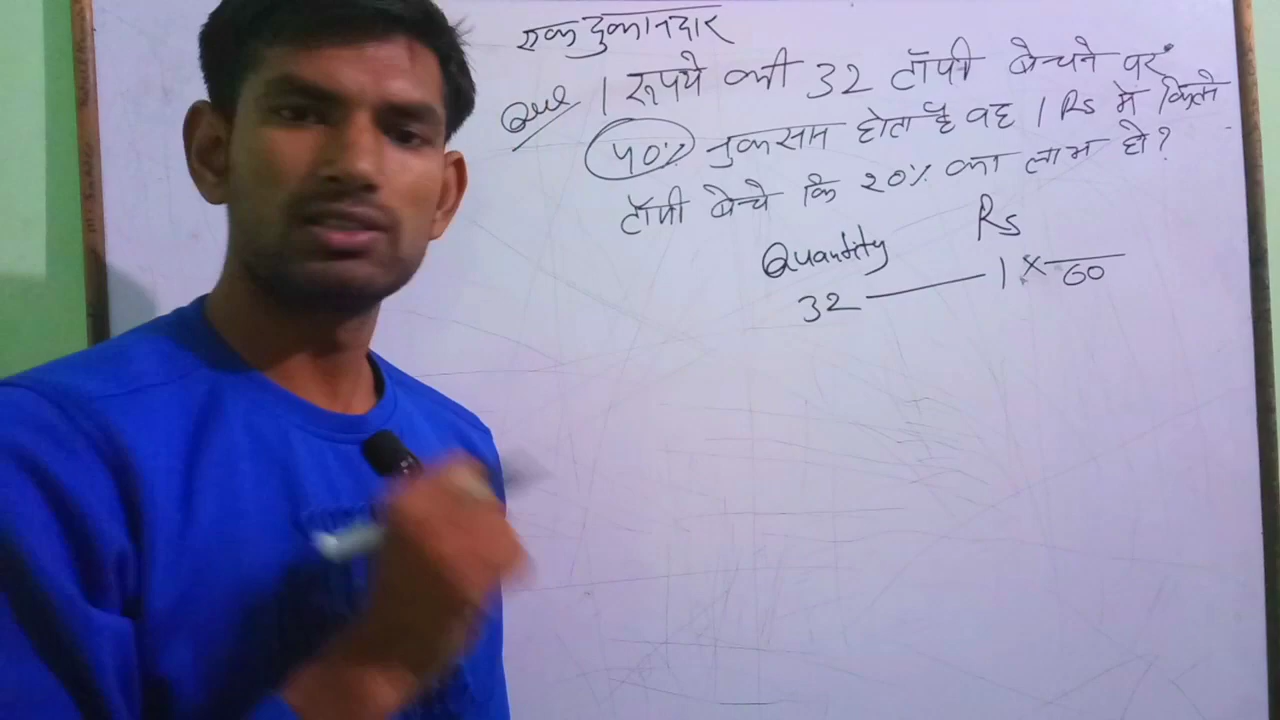 एक दुकानदार
Que 1 रूपये की 32 टॉपी बेचने पर
40% नुकसान होता है वह 1 Rs मे कितने
टॉपी बेचे कि 20% का लाभ हो?
Quantity Rs
32 — 1 × — 60